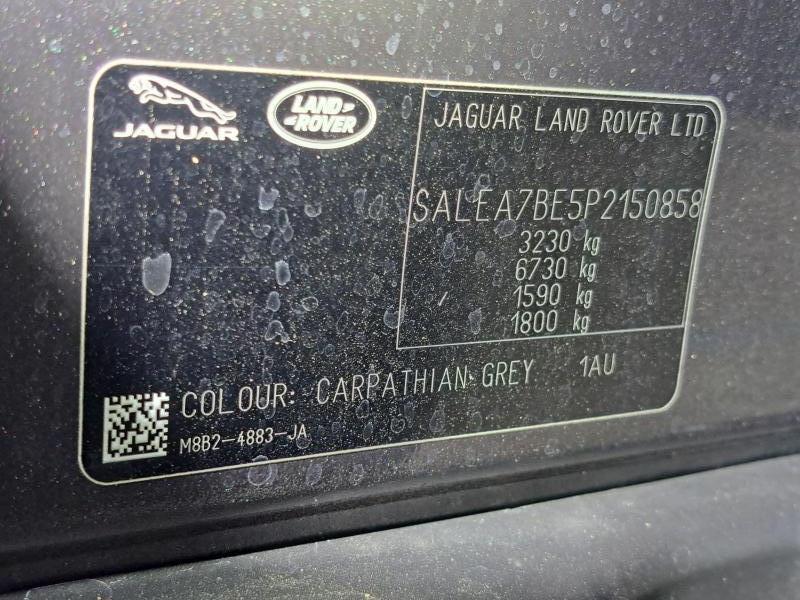 JAGUAR
LAND
ROVER
JAGUAR LAND ROVER LTD
SALEA7BE5P2150858
3230 kg
6730 kg
1590 kg
1800 kg
COLOUR: CARPATHIAN GREY 1AU
M8B2-4883-JA